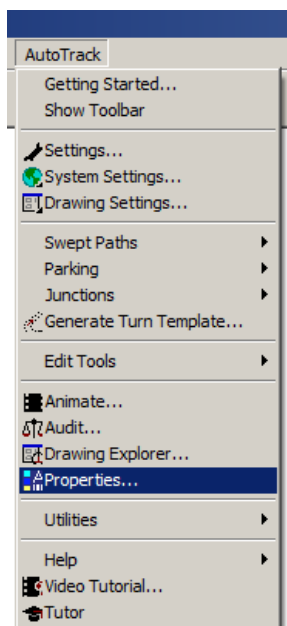 AutoTrack
Getting Started...
Show Toolbar
Settings...
System Settings...
Drawing Settings...
Swept Paths
Parking
Junctions
Generate Turn Template...
Edit Tools
Animate...
Audit...
Drawing Explorer...
Properties...
Utilities
Help
Video Tutorial...
Tutor